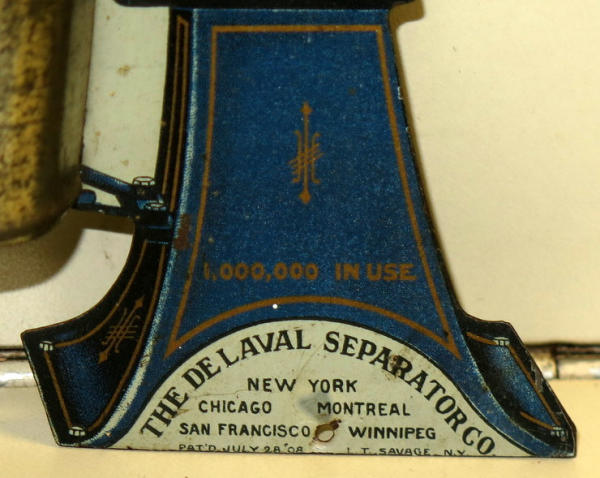 1,000,000 IN USE
THE DE LAVAL SEPARATOR CO
NEW YORK
CHICAGO MONTREAL
SAN FRANCISCO WINNIPEG
PAT'D JULY 28 '08 L. T. SAVAGE, N.Y.